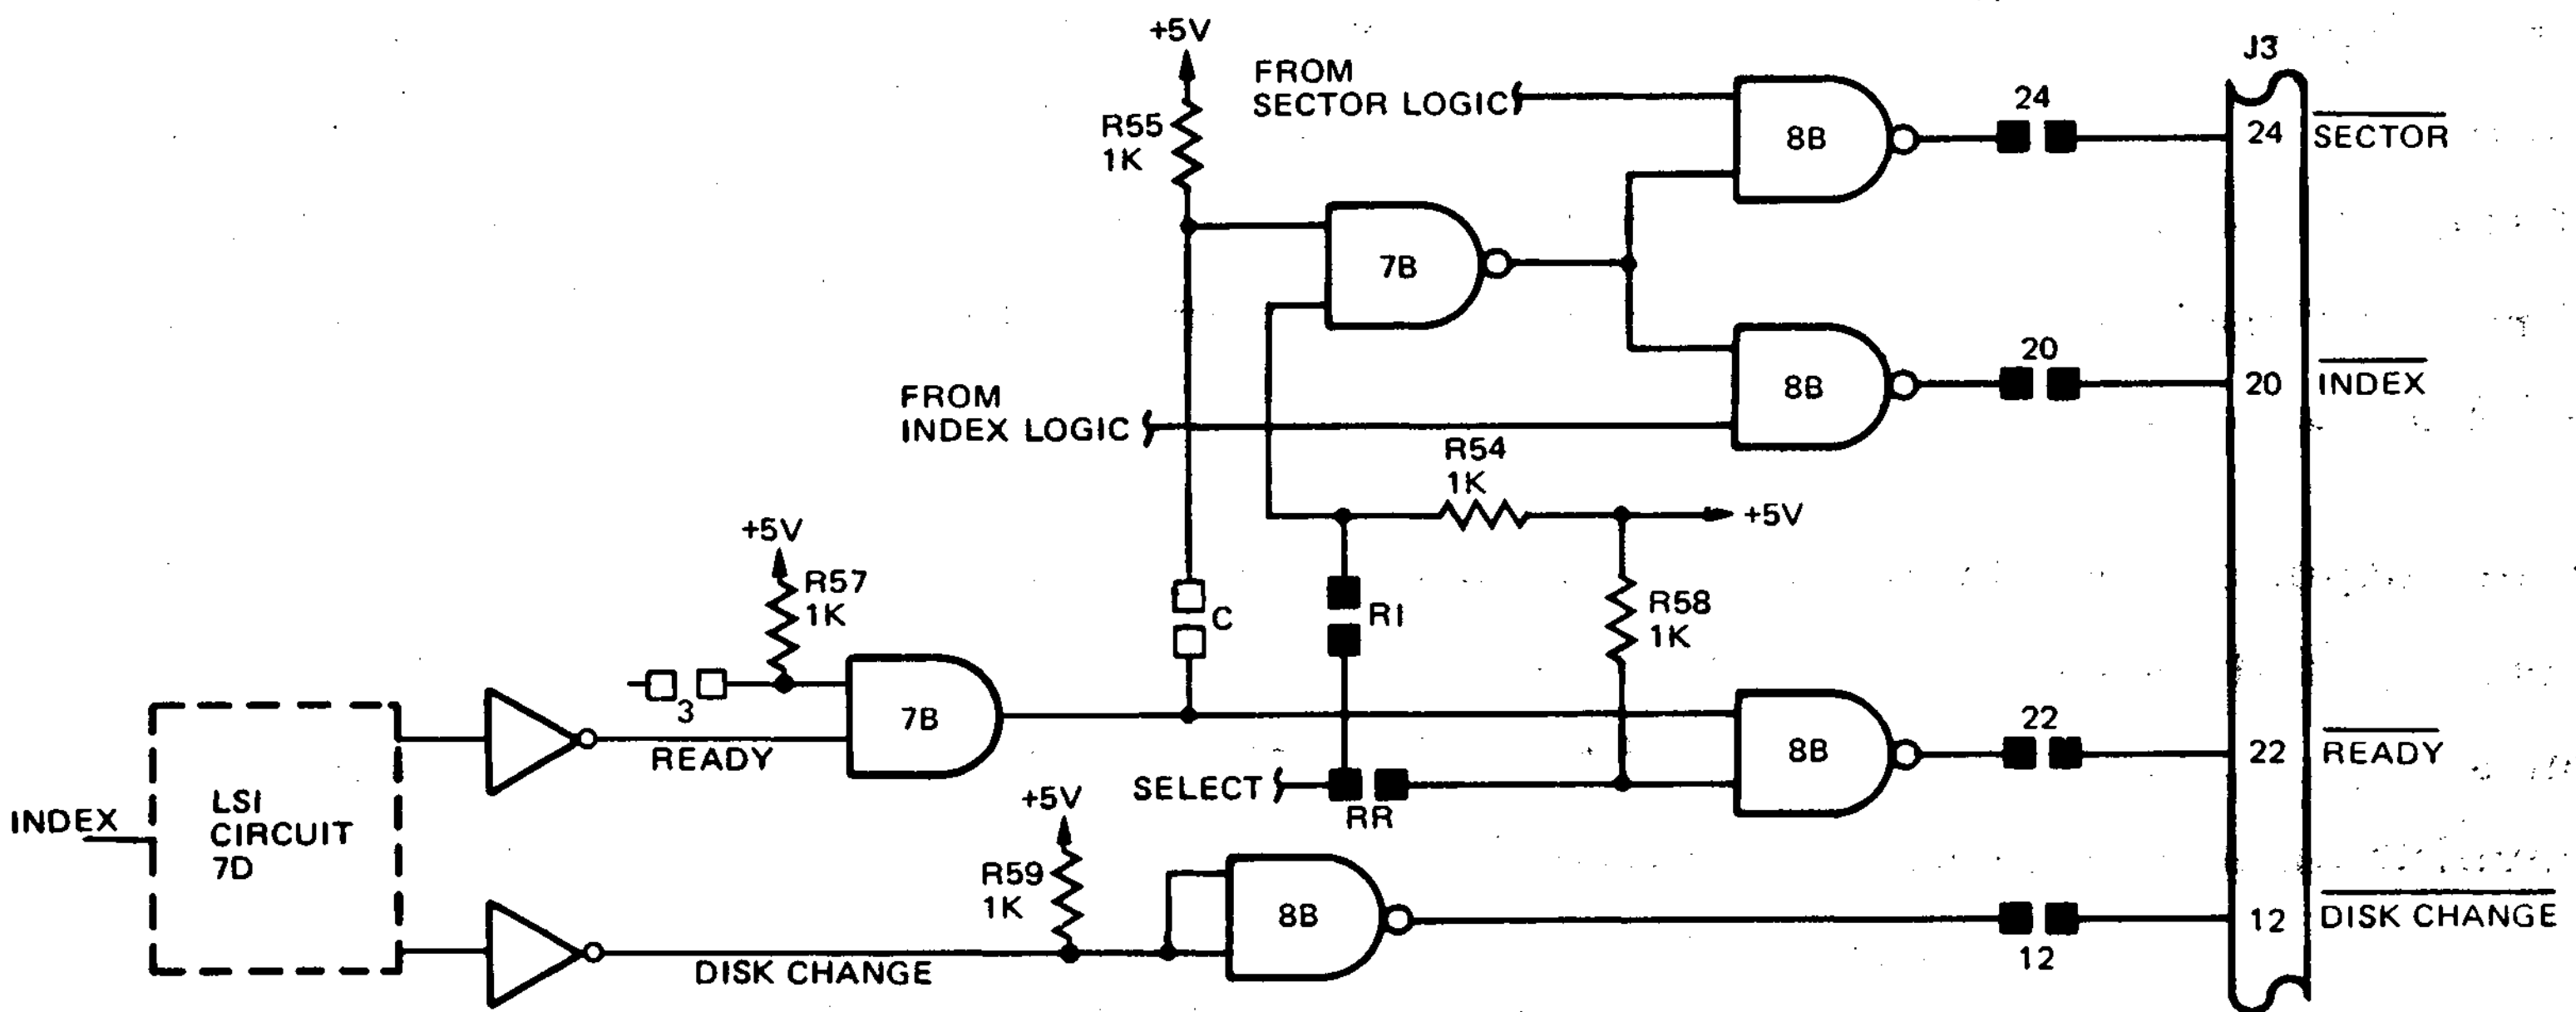 +5V
J3
FROM
SECTOR LOGIC
24
R55
1K
8B
24
SECTOR
7B
20
FROM
INDEX LOGIC
8B
20
INDEX
R54
1K
+5V
+5V
R57
1K
C
R1
R58
1K
3
7B
22
READY
8B
22
READY
SELECT
RR
+5V
INDEX
LSI
CIRCUIT
7D
R59
1K
8B
12
DISK CHANGE
DISK CHANGE
12